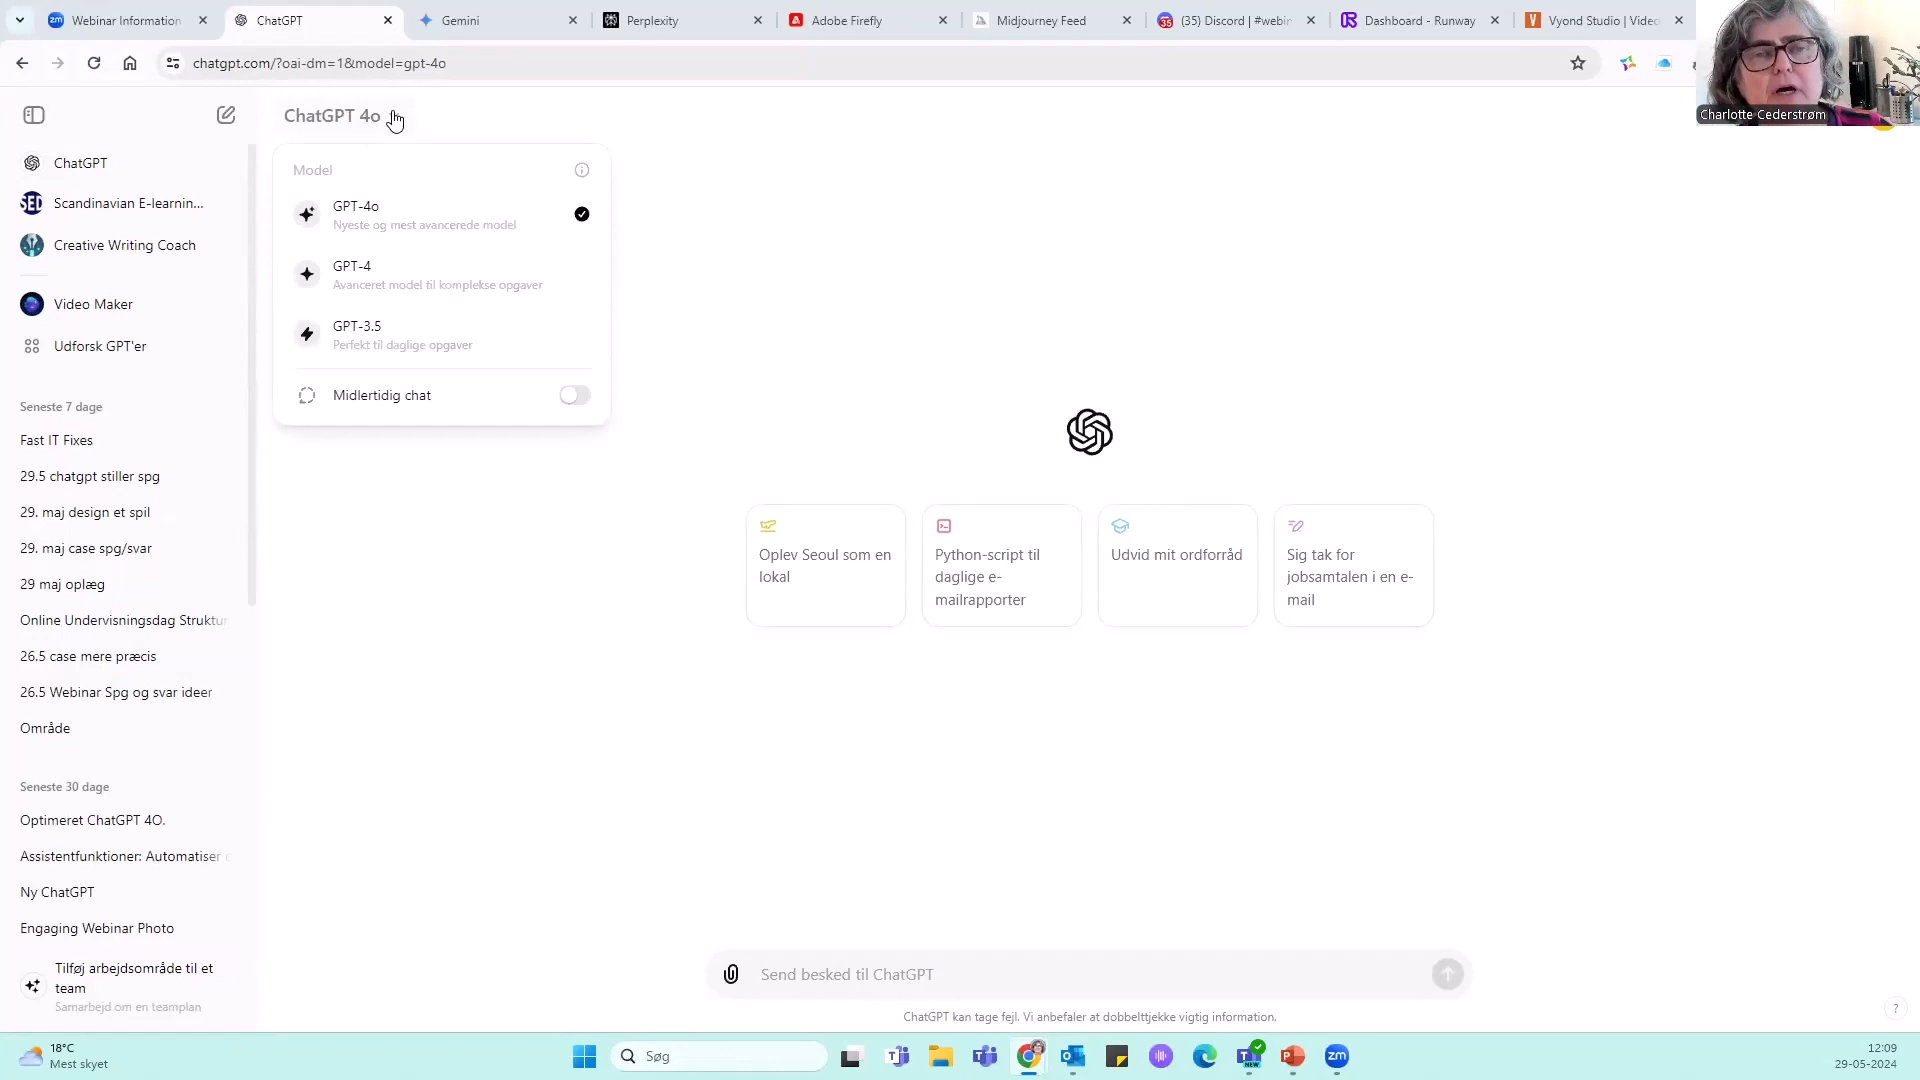 Webinar Information
ChatGPT
Gemini
Perplexity
Adobe Firefly
Midjourney Feed
(35) Discord | #webin
Dashboard - Runway
Vyond Studio | Video
chatgpt.com/?oai-dm=1&model=gpt-4o
Charlotte Cederstrøm
ChatGPT 4o
ChatGPT
Scandinavian E-learnin...
Creative Writing Coach
Video Maker
Udforsk GPT'er
Seneste 7 dage
Fast IT Fixes
29.5 chatgpt stiller spg
29. maj design et spil
29. maj case spg/svar
29 maj oplæg
Online Undervisningsdag Struktur
26.5 case mere præcis
26.5 Webinar Spg og svar ideer
Område
Seneste 30 dage
Optimeret ChatGPT 4O.
Assistentfunktioner: Automatiser
Ny ChatGPT
Engaging Webinar Photo
Tilføj arbejdsområde til et
team
Samarbejd om en teamplan
Model
GPT-4o
Nyeste og mest avancerede model
GPT-4
Avanceret model til komplekse opgaver
GPT-3.5
Perfekt til daglige opgaver
Midlertidig chat
Oplev Seoul som en
lokal
Python-script til
daglige e-
mailrapporter
Udvid mit ordforråd
Sig tak for
jobsamtalen i en e-
mail
Send besked til ChatGPT
ChatGPT kan tage fejl. Vi anbefaler at dobbelttjekke vigtig information.
?
18°C
Mest skyet
Søg
12:09
29-05-2024